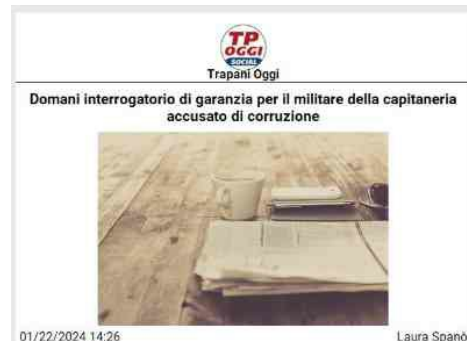 TP
OGGI
SOCIAL
Trapani Oggi
Domani interrogatorio di garanzia per il militare della capitaneria
accusato di corruzione
01/22/2024 14:26
Laura Spanò